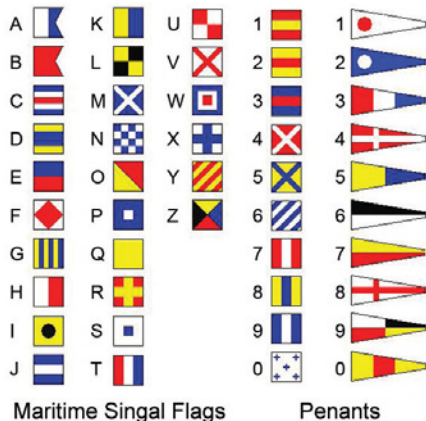 A K U 1 1
B L V 2 2
C M W 3 3
D N X 4 4
E O Y 5 5
F P Z 6 6
G Q 7 7
H R 8 8
I S 9 9
J T 0 0
Maritime Singal Flags Penants